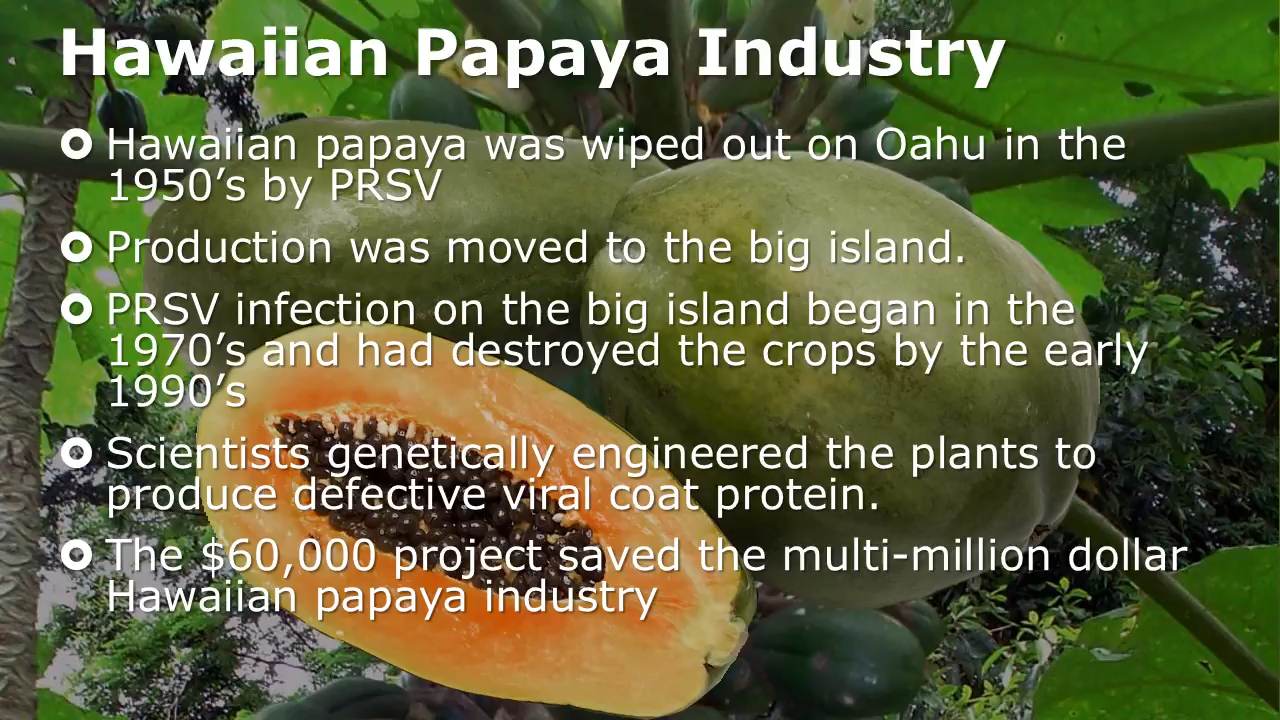 Hawaiian Papaya Industry
Hawaiian papaya was wiped out on Oahu in the
1950’s by PRSV
Production was moved to the big island.
PRSV infection on the big island began in the
1970’s and had destroyed the crops by the early
1990’s
Scientists genetically engineered the plants to
produce defective viral coat protein.
The $60,000 project saved the multi-million dollar
Hawaiian papaya industry